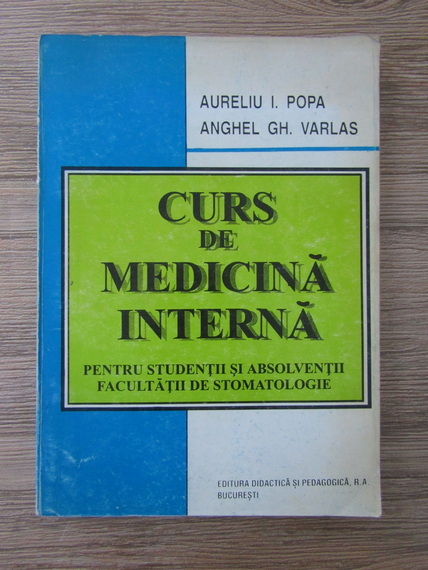 AURELIU I. POPA
ANGHEL GH. VARLAS
CURS
DE
MEDICINĂ
INTERNĂ
PENTRU STUDENȚII ȘI ABSOLVENȚII
FACULTĂȚII DE STOMATOLOGIE
EDITURA DIDACTICĂ ȘI PEDAGOGICĂ, R.A.
BUCUREȘTI